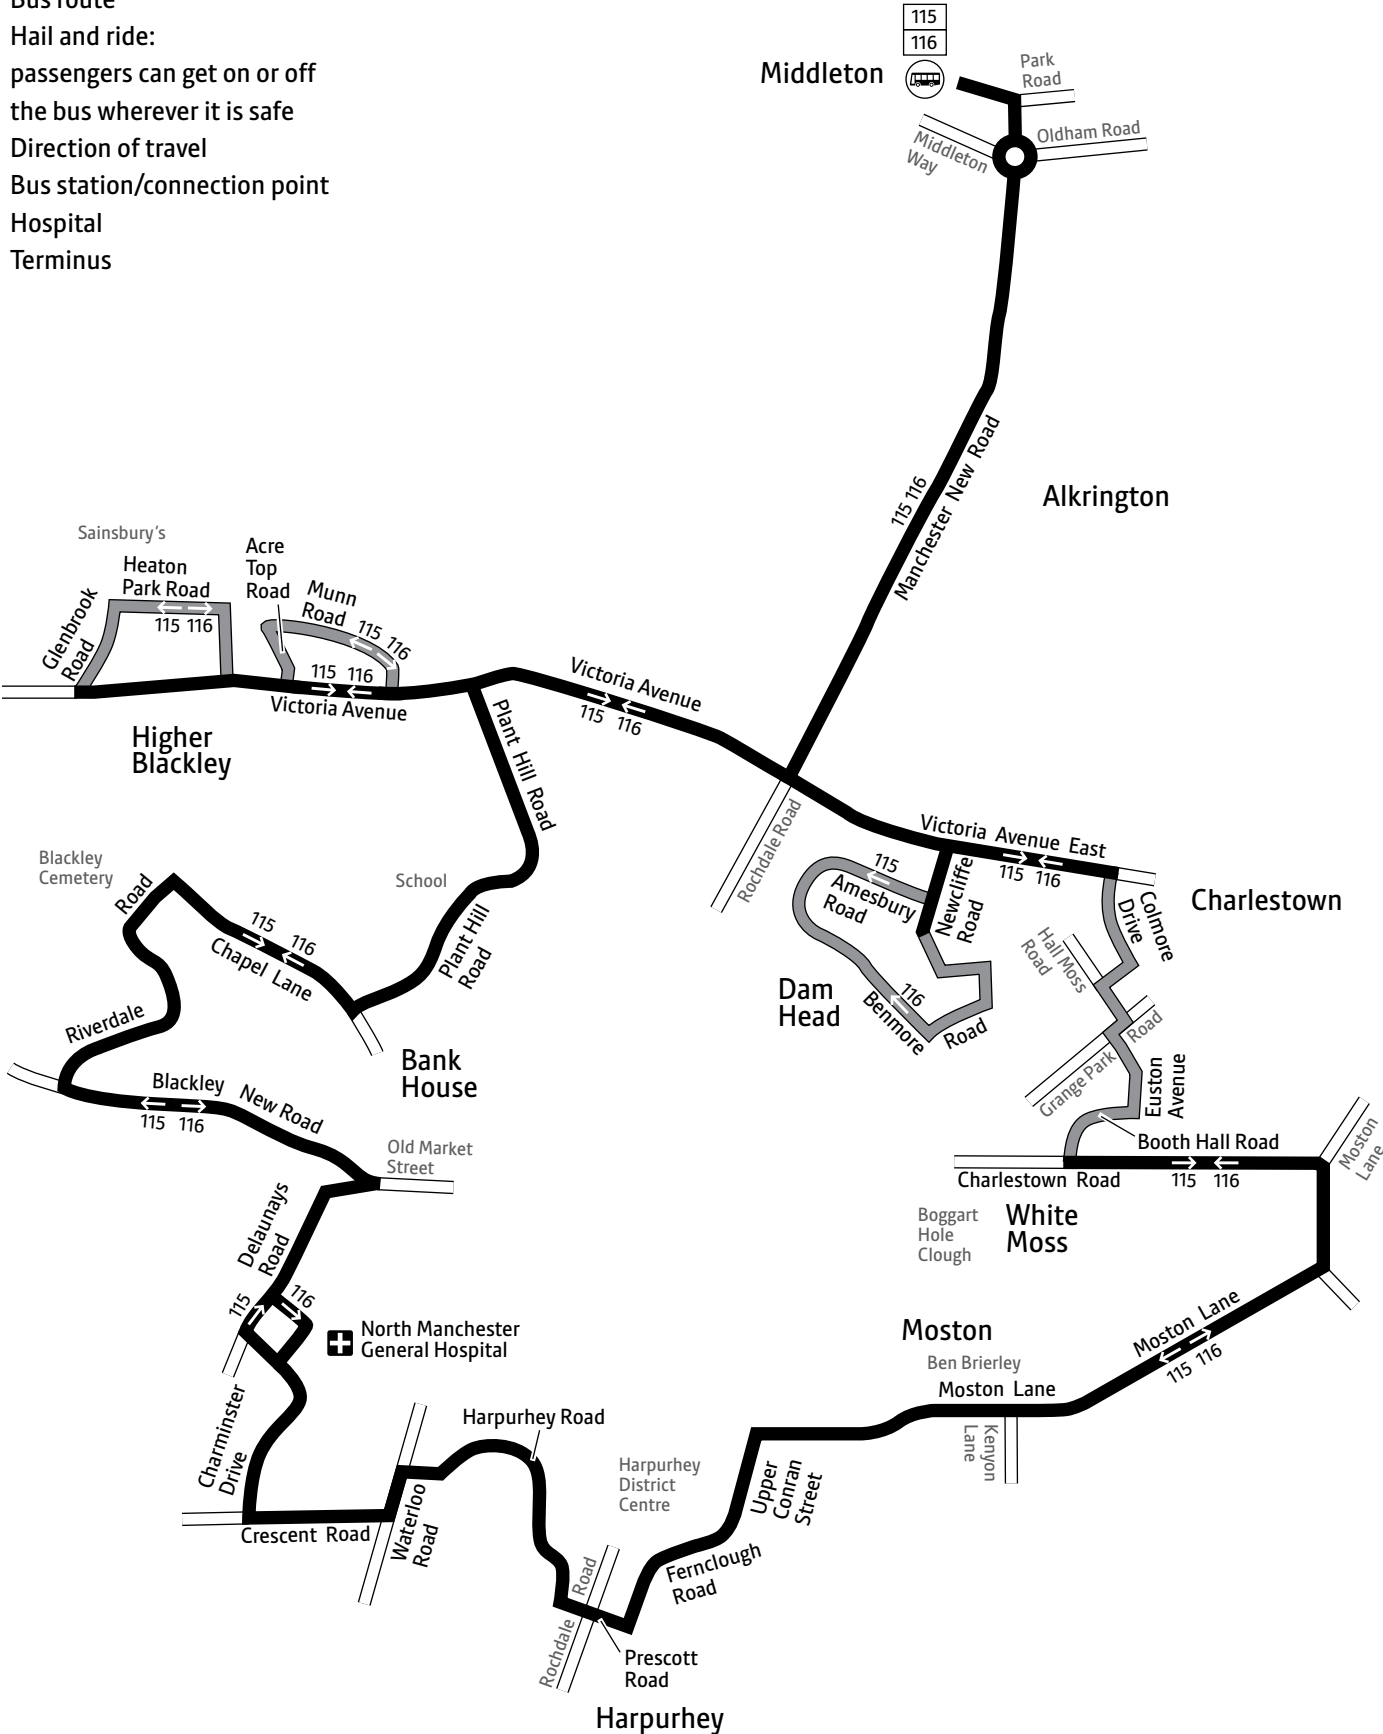 Bus route
Hail and ride:
passengers can get on or off
the bus wherever it is safe
Direction of travel
Bus station/connection point
Hospital
Terminus
115
116
Middleton
Park
Road
Middleton
Way
Oldham Road
115 116
Manchester New Road
Alkrington
Sainsbury's
Heaton
Park Road
115 116
Glenbrook
Road
Acre
Top
Road
Munn
Road
115
116
115 116
Victoria Avenue
Victoria Avenue
115 116
Higher
Blackley
Plant Hill Road
Rochdale Road
Victoria Avenue East
115 116
Charlestown
Colmore
Drive
115
Amesbury
Road
Newcliffe
Road
Hall Moss
Road
Dam
Head
116
Benmore
Road
Grange Park
Road
Euston
Avenue
Blackley
Cemetery
School
Road
115
116
Chapel Lane
Plant Hill
Road
Riverdale
Bank
House
Blackley
New Road
115 116
Old Market
Street
Booth Hall Road
Moston
Lane
Charlestown Road
115 116
Boggart
Hole
Clough
White
Moss
Delaunays
Road
115
116
North Manchester
General Hospital
Moston
Ben Brierley
Moston Lane
Moston Lane
115 116
Kenyon
Lane
Charminster
Drive
Harpurhey Road
Harpurhey
District
Centre
Upper
Conran
Street
Crescent Road
Waterloo
Road
Fernclough
Road
Rochdale
Road
Prescott
Road
Harpurhey